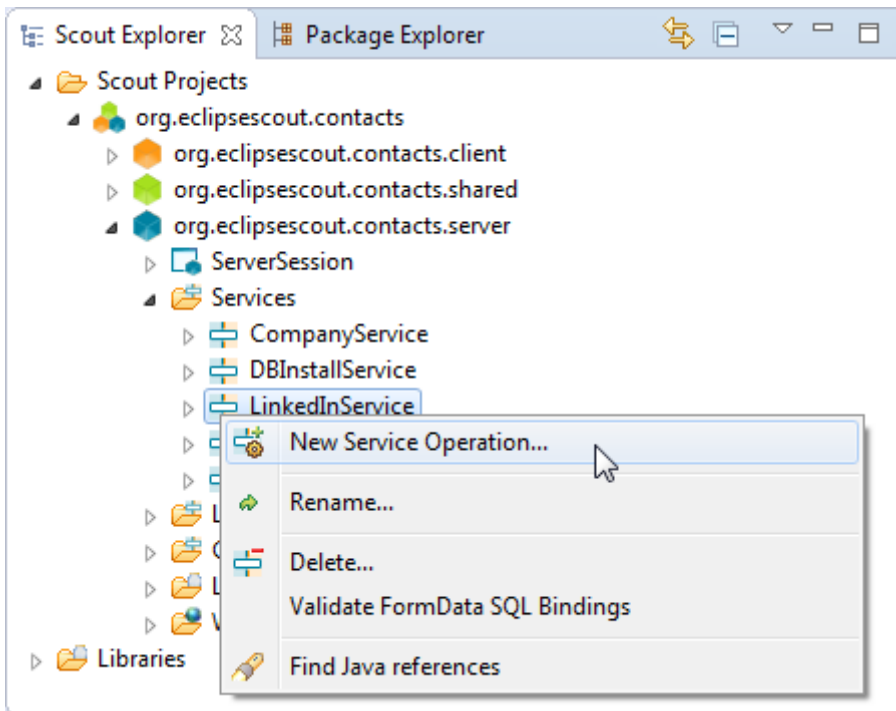 Scout Explorer Package Explorer
Scout Projects
org.eclipsescout.contacts
org.eclipsescout.contacts.client
org.eclipsescout.contacts.shared
org.eclipsescout.contacts.server
ServerSession
Services
CompanyService
DBInstallService
LinkedInService
New Service Operation...
Rename...
Delete...
Validate FormData SQL Bindings
Libraries
Find Java references